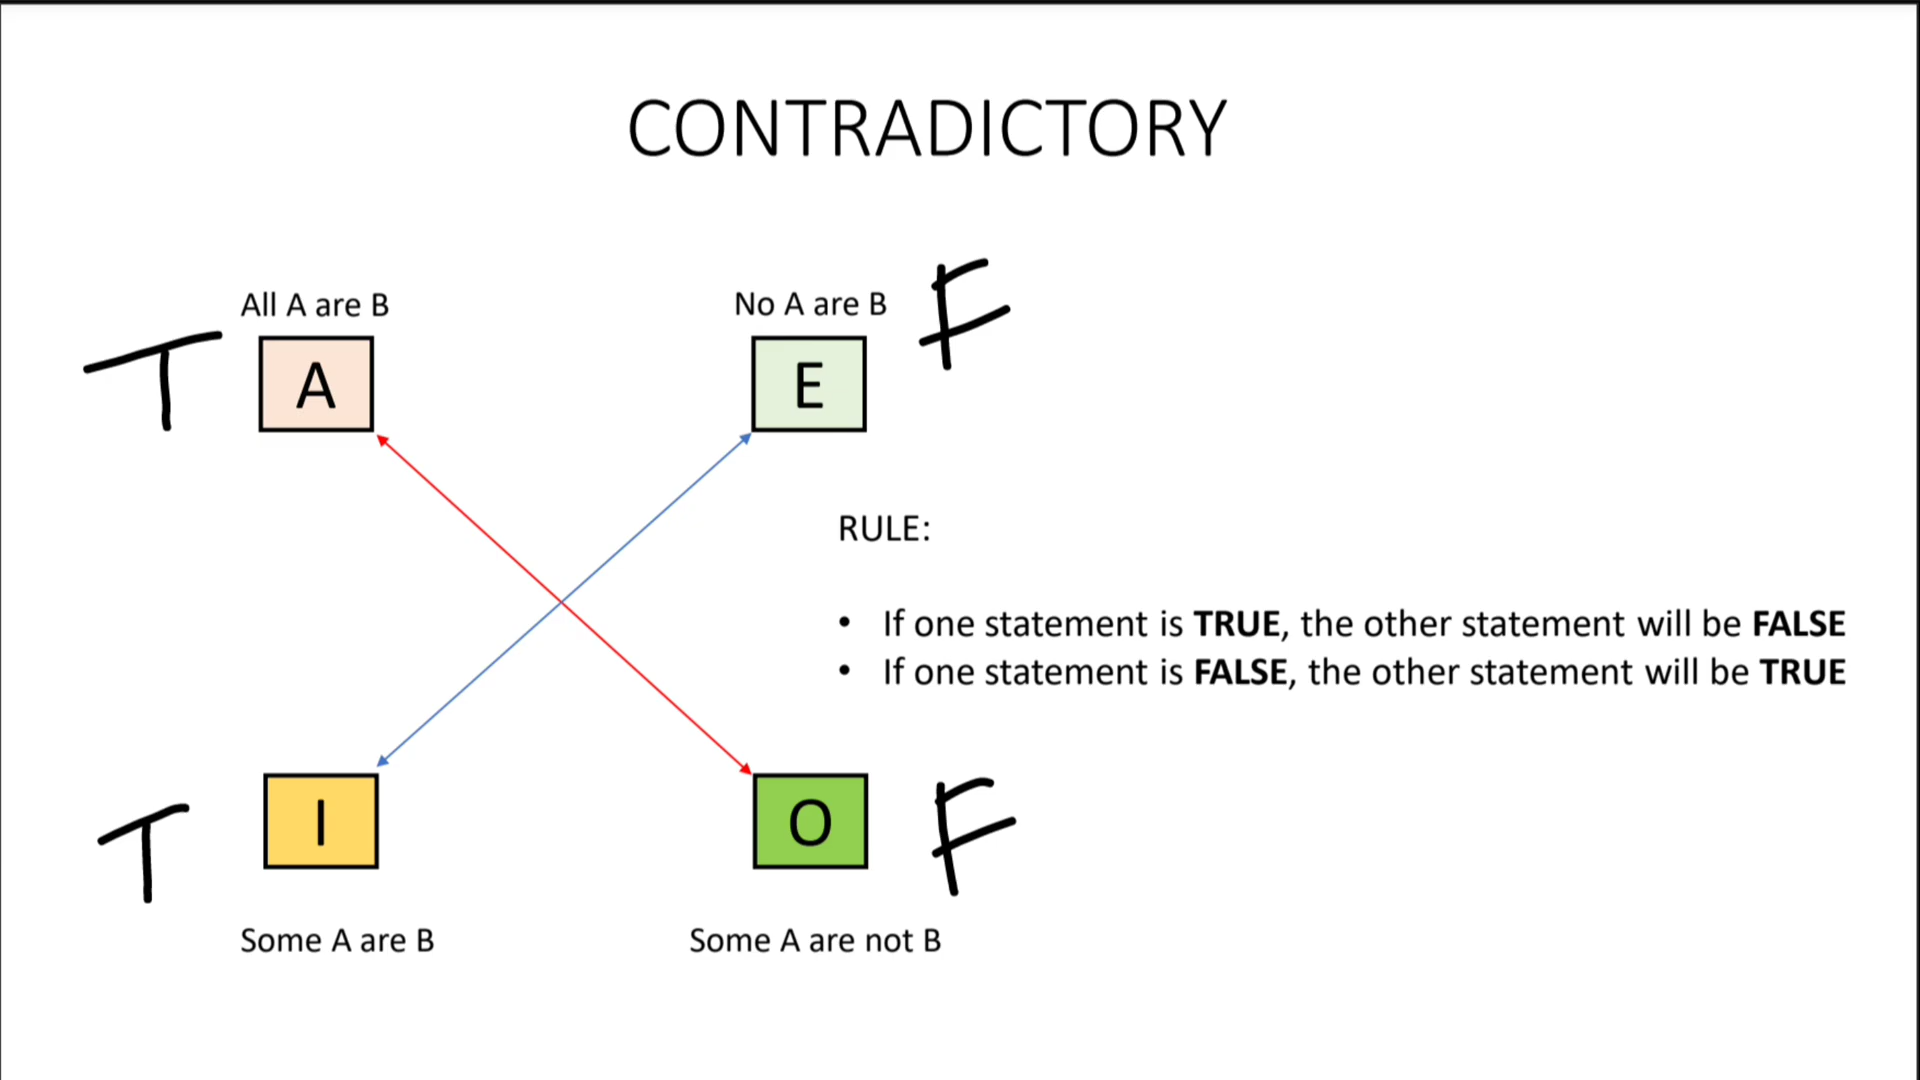 CONTRADICTORY
All A are B
No A are B
F
T
A
E
RULE:
• If one statement is TRUE, the other statement will be FALSE
• If one statement is FALSE, the other statement will be TRUE
T
I
O
F
Some A are B
Some A are not B